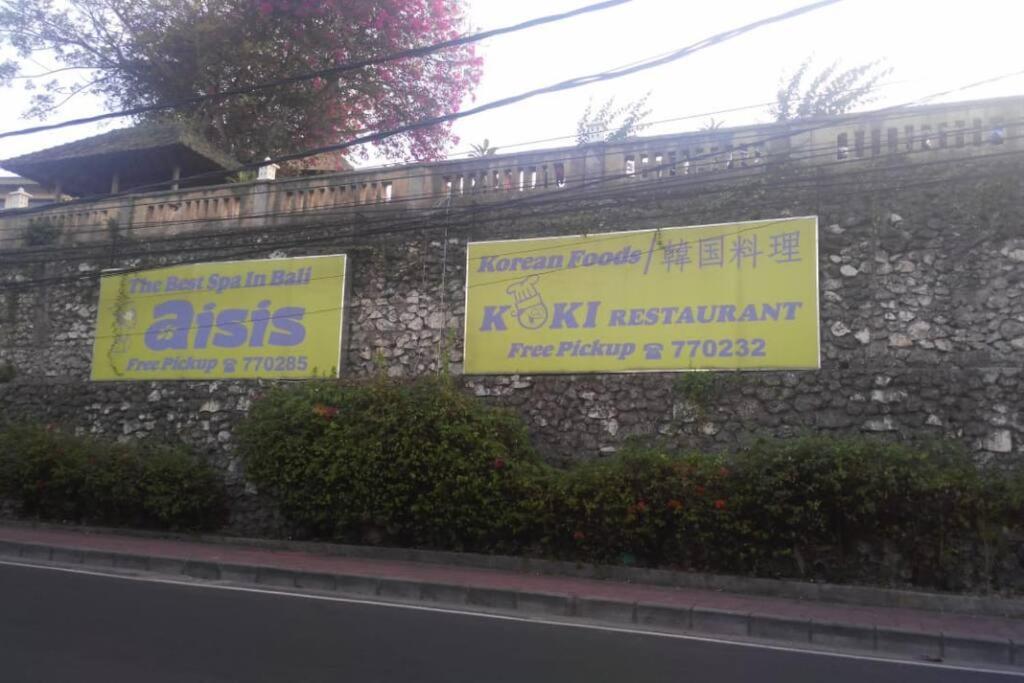 The Best Spa In Bali
aisis
Free Pickup ☎ 770285
Korean Foods/韓国料理
KOKI RESTAURANT
Free Pickup ☎ 770232